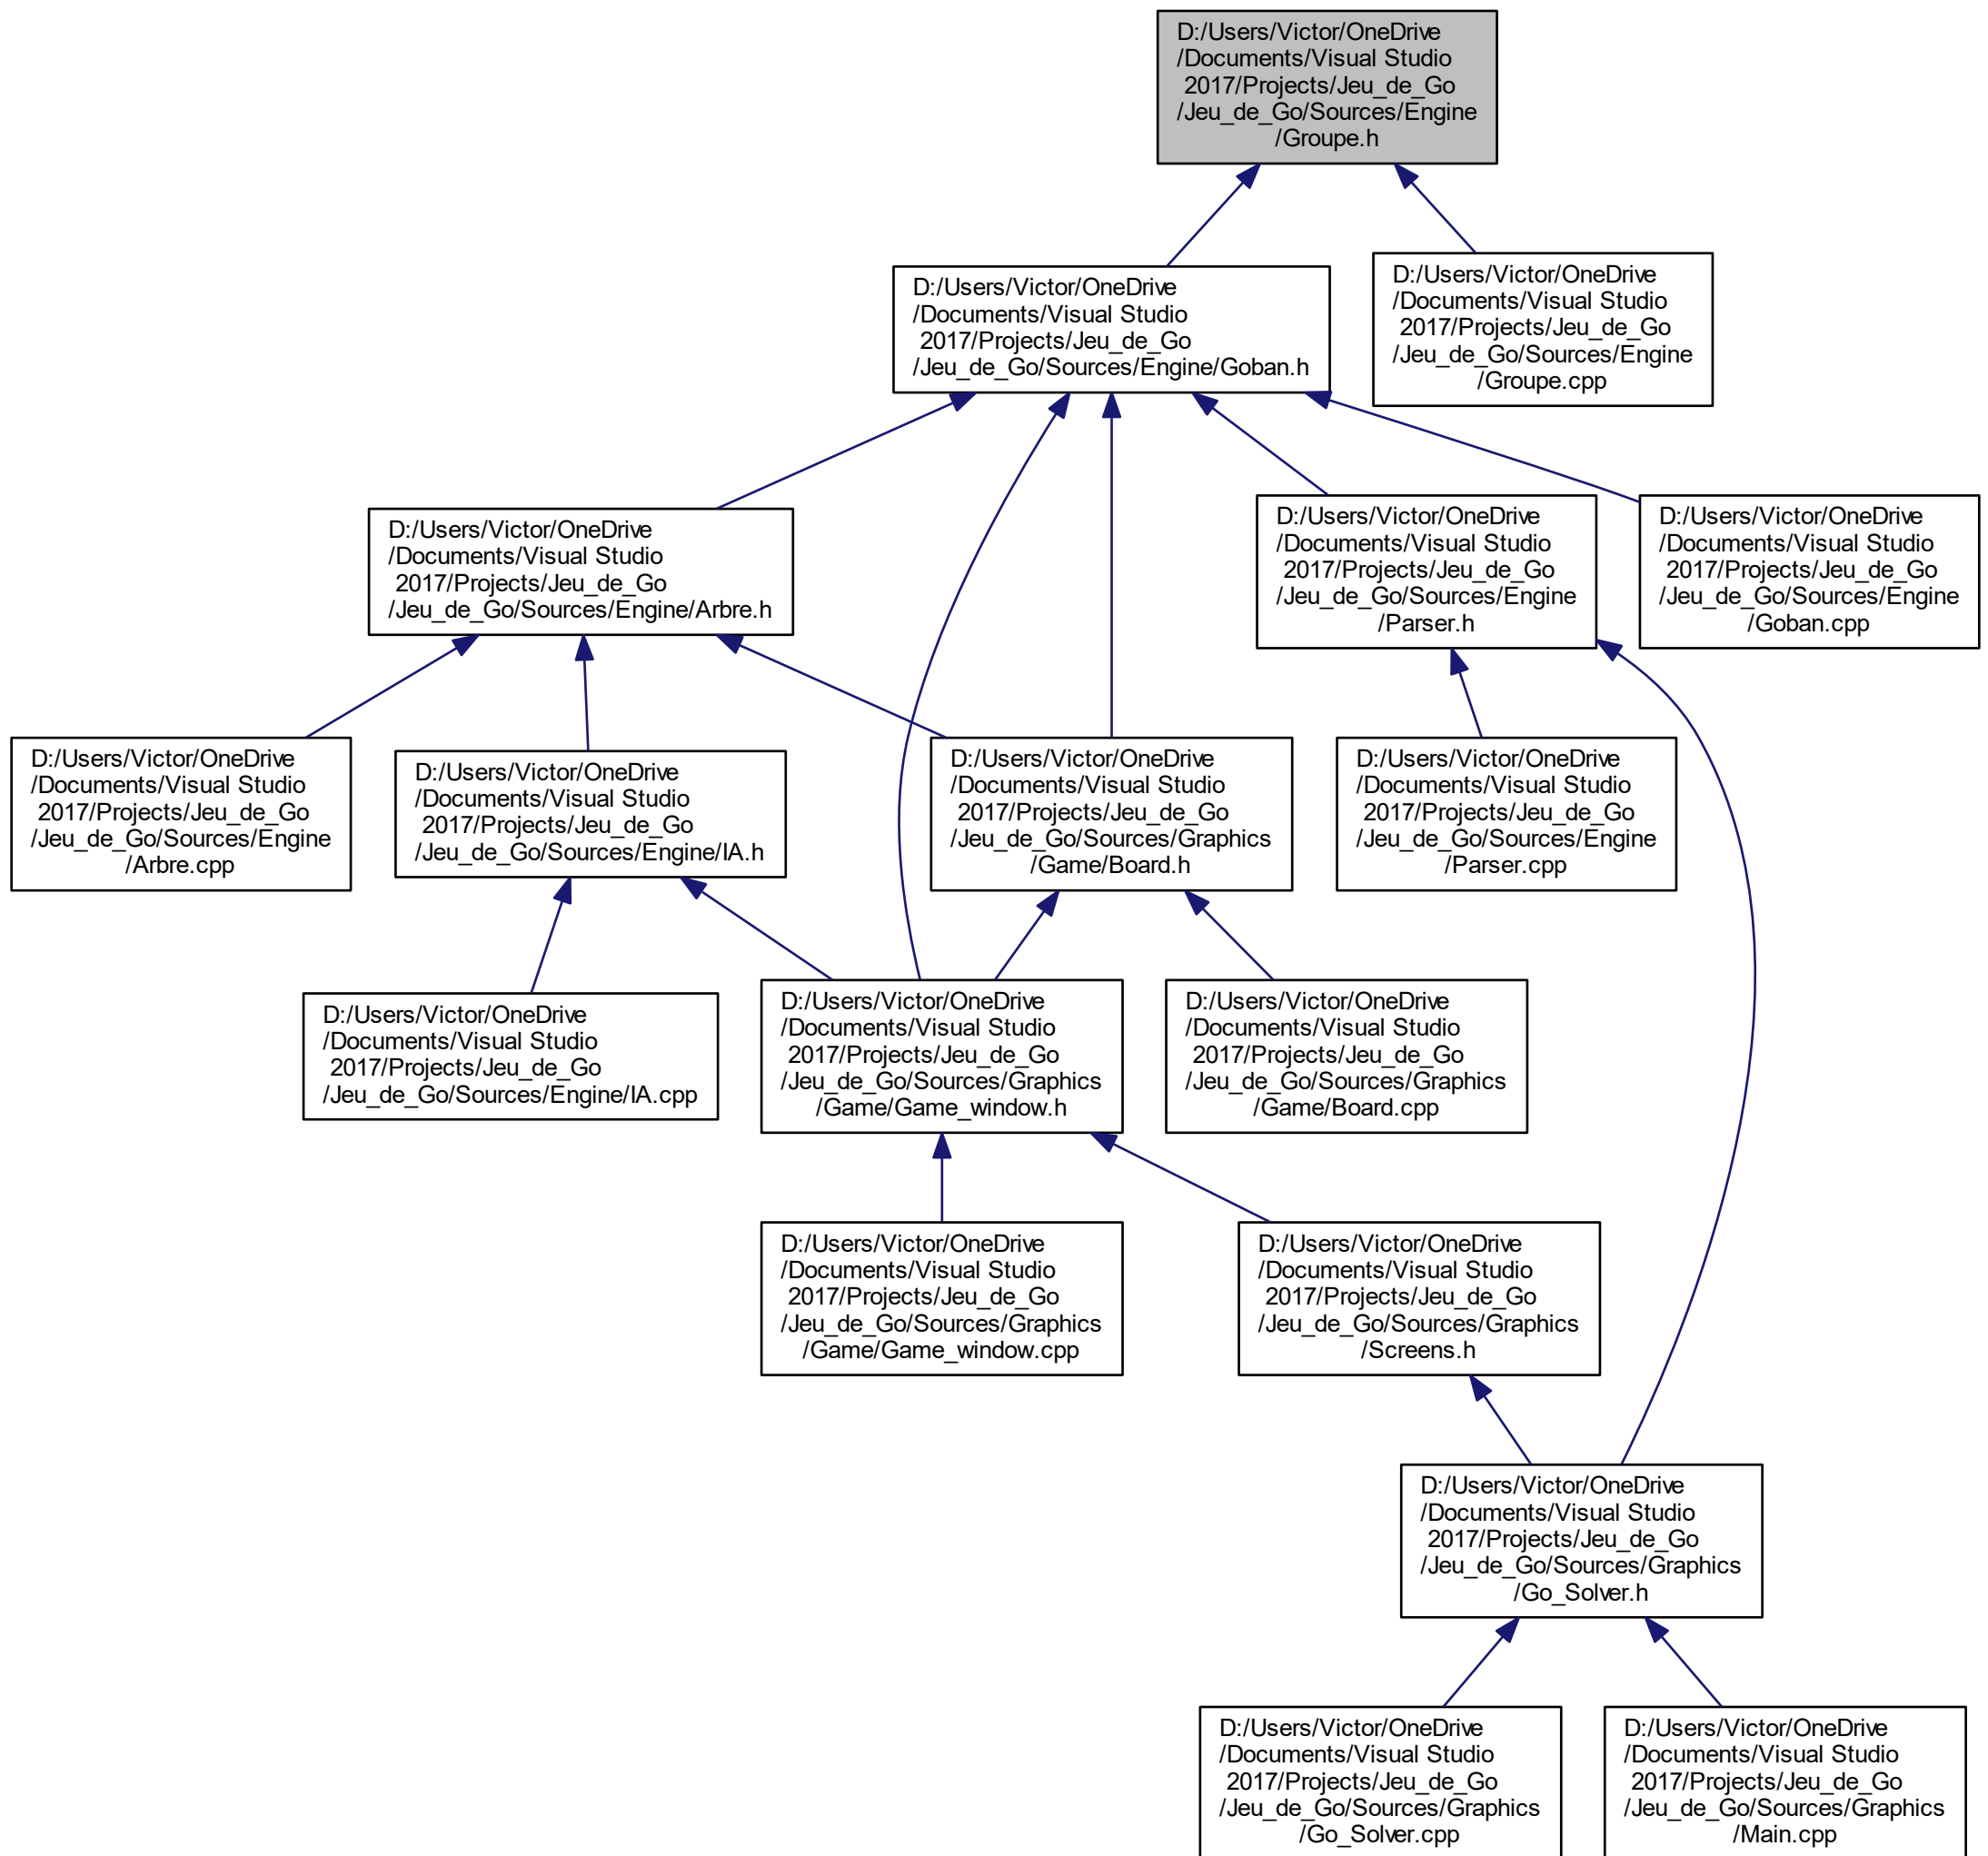 D:/Users/Victor/OneDrive
/Documents/Visual Studio
2017/Projects/Jeu_de_Go
/Jeu_de_Go/Sources/Engine
/Groupe.h
D:/Users/Victor/OneDrive
/Documents/Visual Studio
2017/Projects/Jeu_de_Go
/Jeu_de_Go/Sources/Engine/Goban.h
D:/Users/Victor/OneDrive
/Documents/Visual Studio
2017/Projects/Jeu_de_Go
/Jeu_de_Go/Sources/Engine
/Groupe.cpp
D:/Users/Victor/OneDrive
/Documents/Visual Studio
2017/Projects/Jeu_de_Go
/Jeu_de_Go/Sources/Engine/Arbre.h
D:/Users/Victor/OneDrive
/Documents/Visual Studio
2017/Projects/Jeu_de_Go
/Jeu_de_Go/Sources/Engine
/Parser.h
D:/Users/Victor/OneDrive
/Documents/Visual Studio
2017/Projects/Jeu_de_Go
/Jeu_de_Go/Sources/Engine
/Goban.cpp
D:/Users/Victor/OneDrive
/Documents/Visual Studio
2017/Projects/Jeu_de_Go
/Jeu_de_Go/Sources/Engine
/Arbre.cpp
D:/Users/Victor/OneDrive
/Documents/Visual Studio
2017/Projects/Jeu_de_Go
/Jeu_de_Go/Sources/Engine/IA.h
D:/Users/Victor/OneDrive
/Documents/Visual Studio
2017/Projects/Jeu_de_Go
/Jeu_de_Go/Sources/Graphics
/Game/Board.h
D:/Users/Victor/OneDrive
/Documents/Visual Studio
2017/Projects/Jeu_de_Go
/Jeu_de_Go/Sources/Engine
/Parser.cpp
D:/Users/Victor/OneDrive
/Documents/Visual Studio
2017/Projects/Jeu_de_Go
/Jeu_de_Go/Sources/Engine/IA.cpp
D:/Users/Victor/OneDrive
/Documents/Visual Studio
2017/Projects/Jeu_de_Go
/Jeu_de_Go/Sources/Graphics
/Game/Game_window.h
D:/Users/Victor/OneDrive
/Documents/Visual Studio
2017/Projects/Jeu_de_Go
/Jeu_de_Go/Sources/Graphics
/Game/Board.cpp
D:/Users/Victor/OneDrive
/Documents/Visual Studio
2017/Projects/Jeu_de_Go
/Jeu_de_Go/Sources/Graphics
/Game/Game_window.cpp
D:/Users/Victor/OneDrive
/Documents/Visual Studio
2017/Projects/Jeu_de_Go
/Jeu_de_Go/Sources/Graphics
/Screens.h
D:/Users/Victor/OneDrive
/Documents/Visual Studio
2017/Projects/Jeu_de_Go
/Jeu_de_Go/Sources/Graphics
/Go_Solver.h
D:/Users/Victor/OneDrive
/Documents/Visual Studio
2017/Projects/Jeu_de_Go
/Jeu_de_Go/Sources/Graphics
/Go_Solver.cpp
D:/Users/Victor/OneDrive
/Documents/Visual Studio
2017/Projects/Jeu_de_Go
/Jeu_de_Go/Sources/Graphics
/Main.cpp